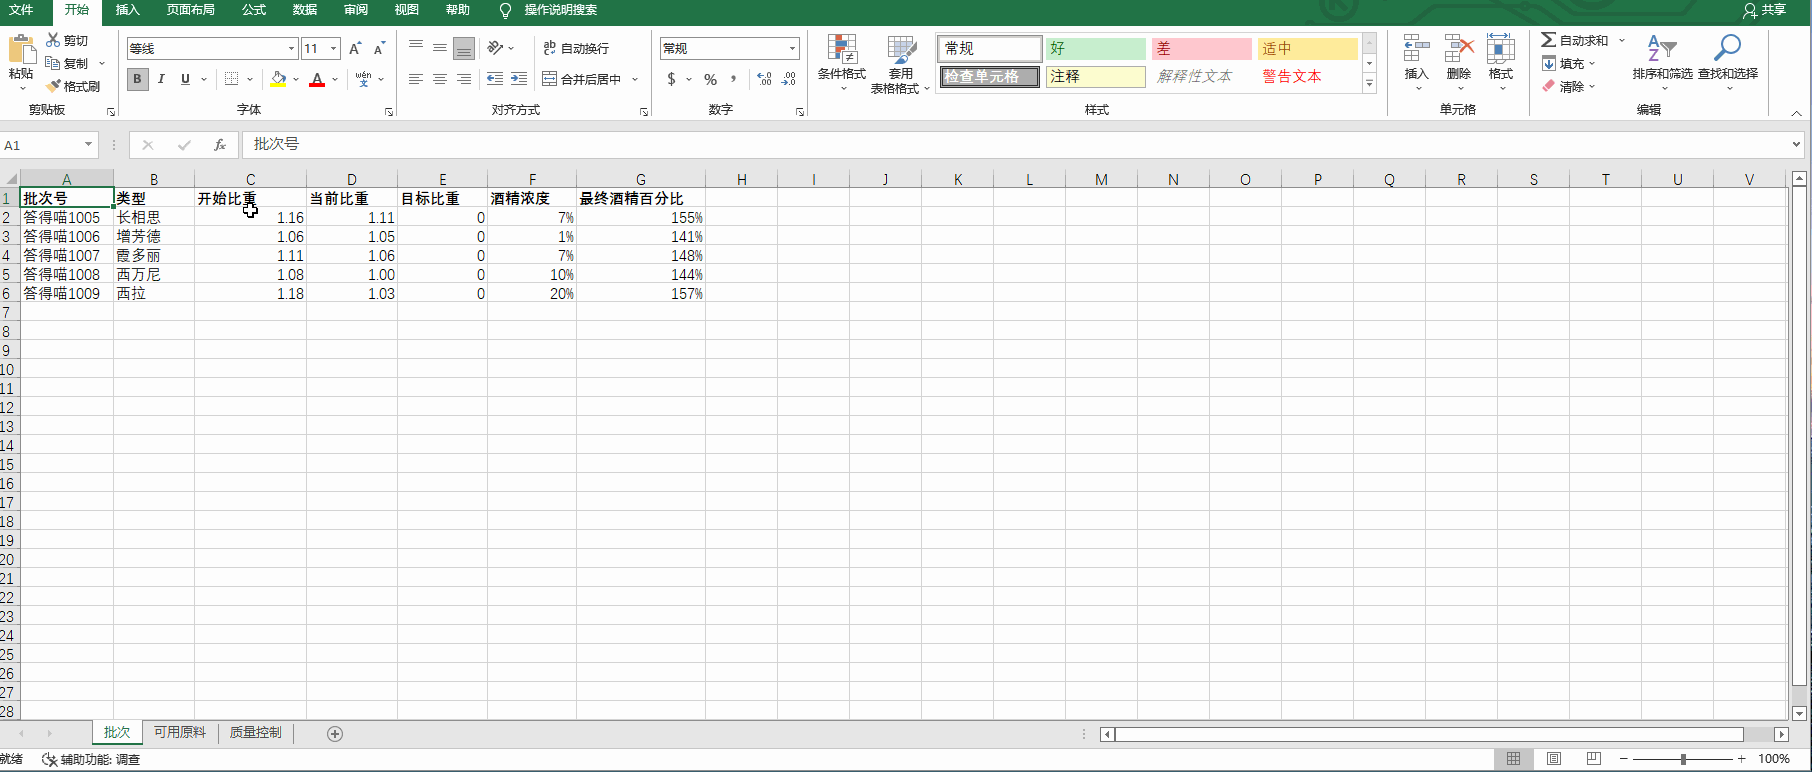 文件 开始 插入 页面布局 公式 数据 审阅 视图 帮助 操作说明搜索 共享
粘贴 剪切 复制 格式刷 剪贴板
等线 11 A A
B I U A wén 文 字体
ab 自动换行 合并后居中 对齐方式
常规 $ % , .00 .00 数字
条件格式 套用表格格式
常规 好 差 适中
检查单元格 注释 解释性文本 警告文本
样式
插入 删除 格式 单元格
自动求和 填充 清除 排序和筛选 查找和选择 编辑
A1 fx 批次号
A B C D E F G H I J K L M N O P Q R S T U V
1 批次号 类型 开始比重 当前比重 目标比重 酒精浓度 最终酒精百分比
2 答得喵1005 长相思 1.16 1.11 0 7% 155%
3 答得喵1006 增芳德 1.06 1.05 0 1% 141%
4 答得喵1007 霞多丽 1.11 1.06 0 7% 148%
5 答得喵1008 西万尼 1.08 1.00 0 10% 144%
6 答得喵1009 西拉 1.18 1.03 0 20% 157%
7
8
9
10
11
12
13
14
15
16
17
18
19
20
21
22
23
24
25
26
27
28
批次 可用原料 质量控制
就绪 辅助功能: 调查 100%